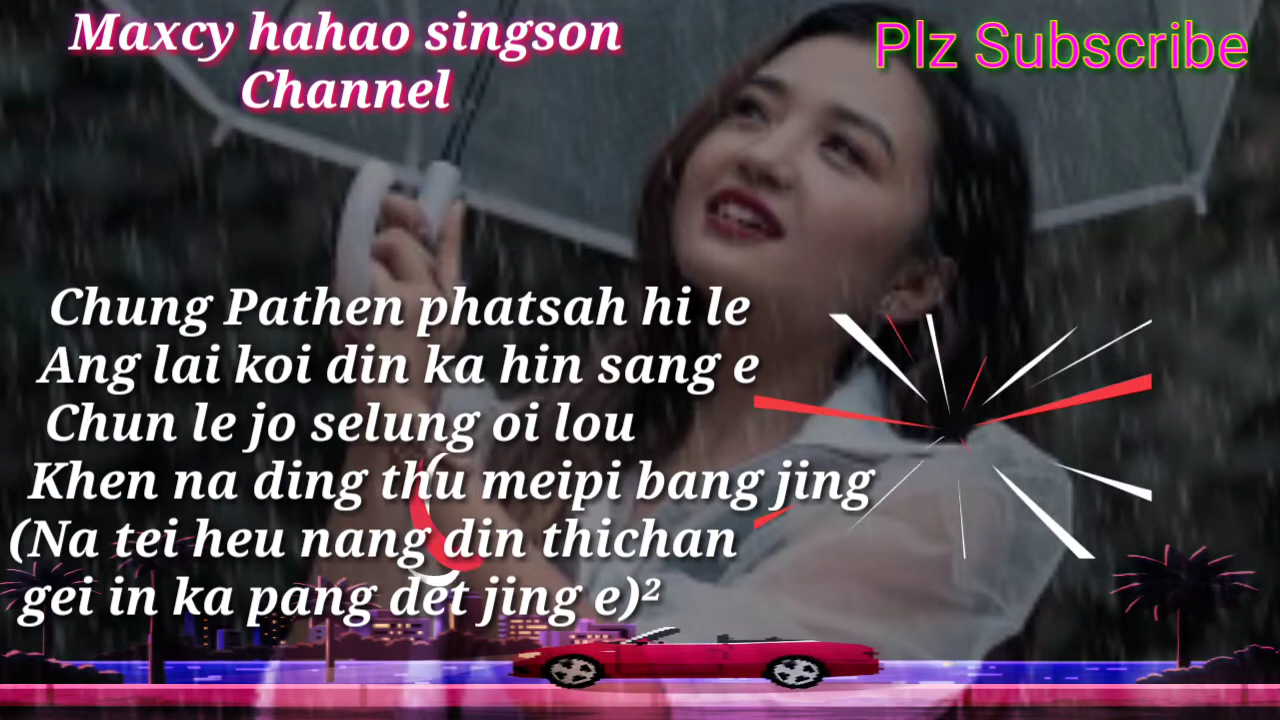 Maxcy hahao singson
Channel
Plz Subscribe
Chung Pathen phatsah hi le
Ang lai koi din ka hin sang e
Chun le jo selung oi lou
Khen na ding thu meipi bang jing
(Na tei heu nang din thichan
gei in ka pang det jing e)²